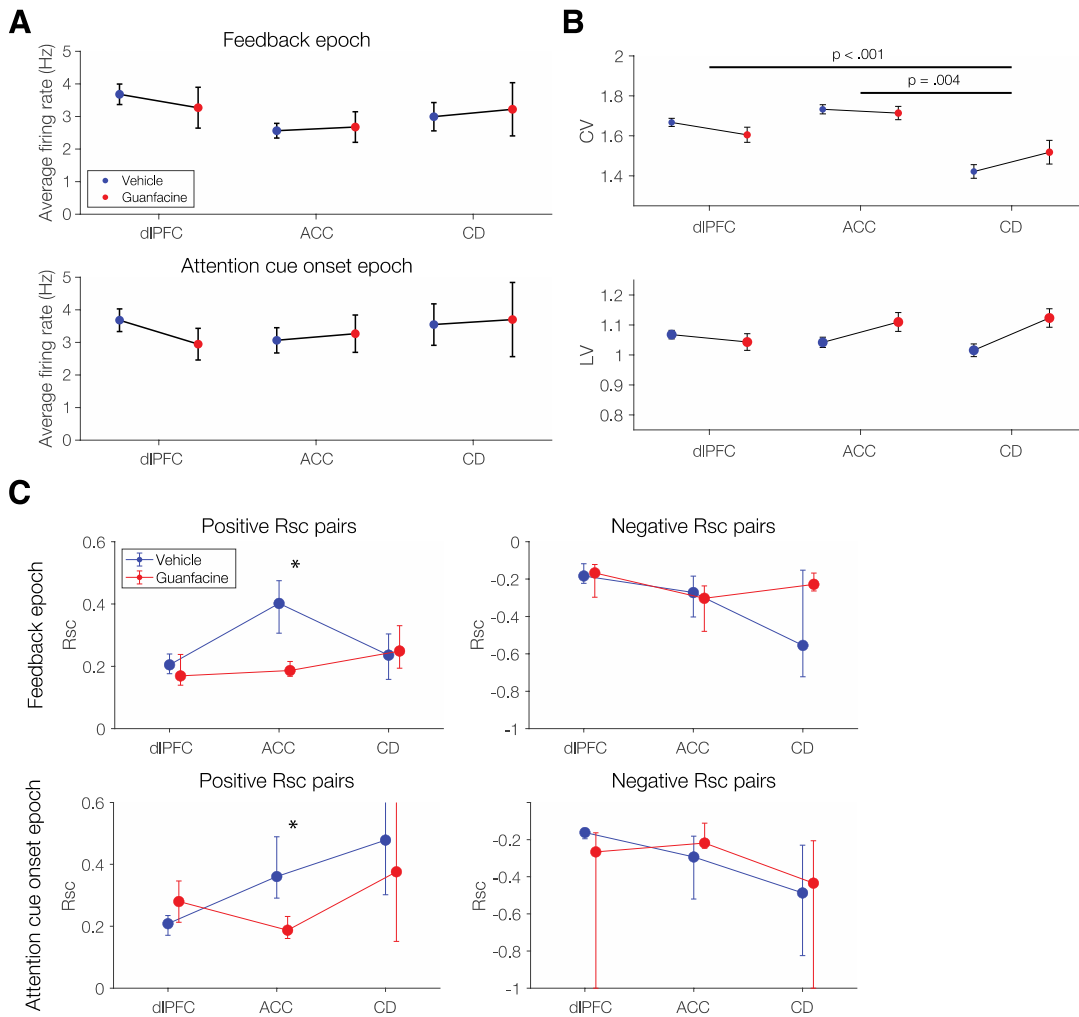 A
Feedback epoch
Average firing rate (Hz)
5
4
3
2
1
0
Vehicle
Guanfacine
dlPFC
ACC
CD
Attention cue onset epoch
Average firing rate (Hz)
5
4
3
2
1
0
dlPFC
ACC
CD
B
p < .001
p = .004
CV
2
1.8
1.6
1.4
dlPFC
ACC
CD
LV
1.2
1.1
1
0.9
0.8
dlPFC
ACC
CD
C
Feedback epoch
Positive Rsc pairs
Rsc
0.6
0.4
0.2
0
Vehicle
Guanfacine
*
dlPFC
ACC
CD
Negative Rsc pairs
Rsc
0
-0.2
-0.4
-0.6
-0.8
-1
dlPFC
ACC
CD
Attention cue onset epoch
Positive Rsc pairs
Rsc
0.6
0.4
0.2
0
*
dlPFC
ACC
CD
Negative Rsc pairs
Rsc
-0.2
-0.4
-0.6
-0.8
-1
dlPFC
ACC
CD